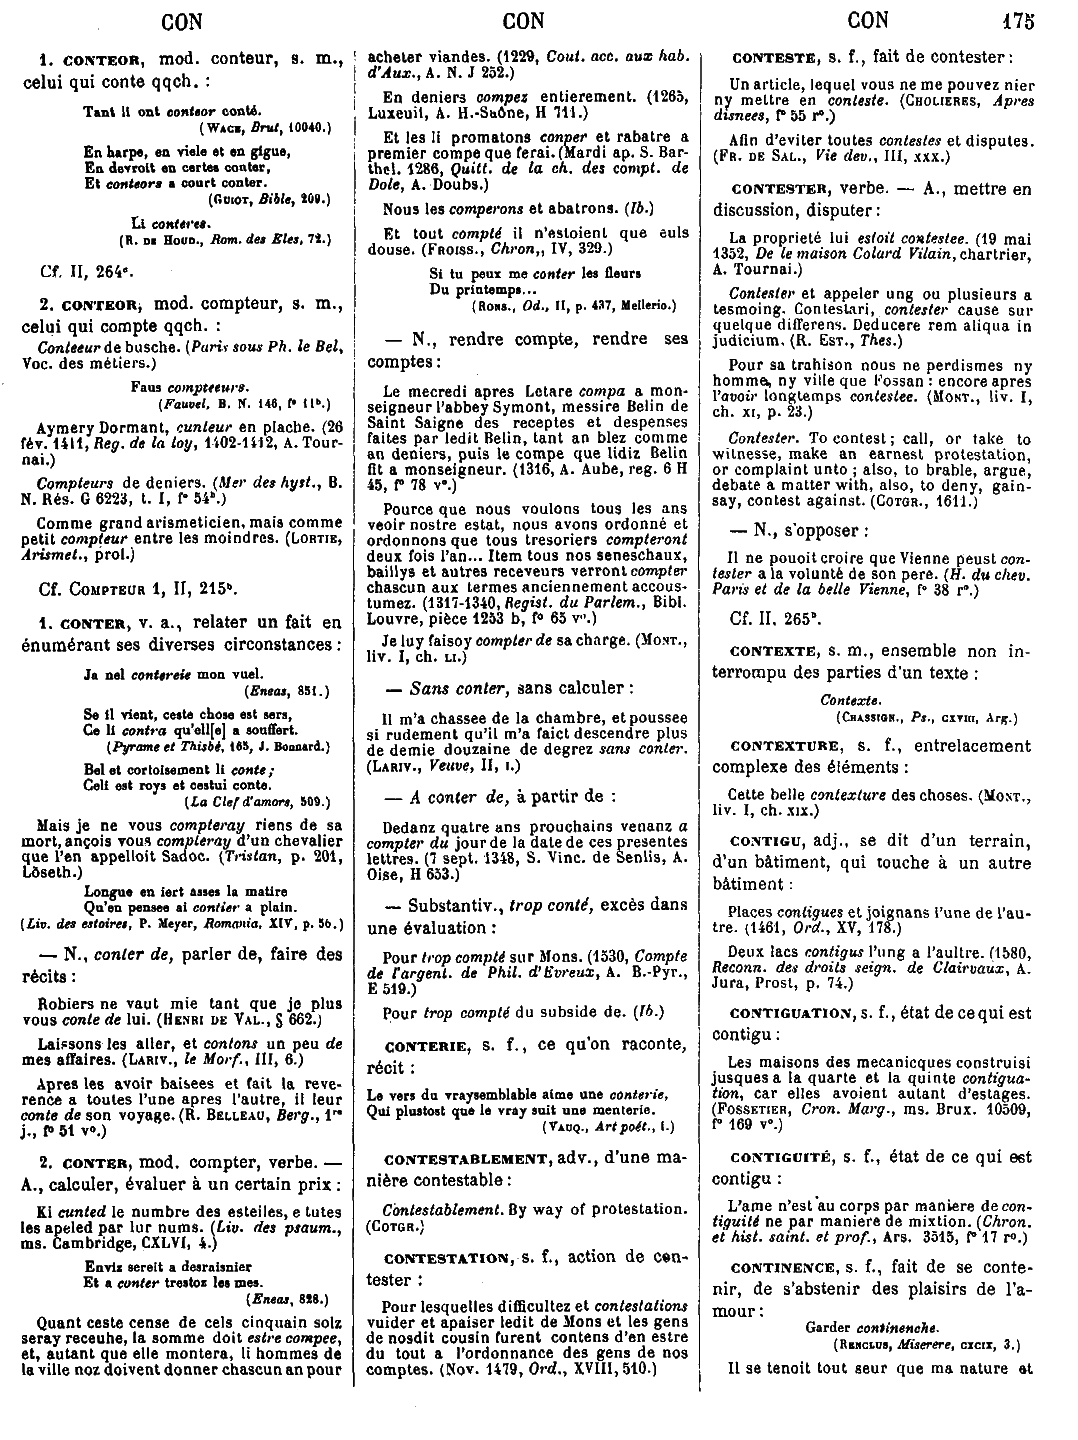 CON
CON
CON 175
1. CONTEOR, mod. conteur, s. m.,
celui qui conte qqch. :
Tant li ont conteor conté.
(WACE, Brut, 10040.)
En harpe, en viele et en gigue,
En devroit en certes conter,
Et conteors a court conter.
(GUIOT, Bible, 209.)
Li conteres.
(R. DE HOUD., Rom. des Eles, 72.)
Cf. II, 264ª.
2. CONTEOR, mod. compteur, s. m.,
celui qui compte qqch. :
Conteeur de busche. (Paris sous Ph. le Bel,
Voc. des métiers.)
Faus compteeurs.
(Fauvel, B. N. 146, fº 11ᵇ.)
Aymery Dormant, cunteur en plache. (26
fév. 1411, Reg. de la loy, 1402-1412, A. Tour-
nai.)
Compteurs de deniers. (Mer des hyst., B.
N. Rés. G 6223, t. I, fº 54ᵇ.)
Comme grand arismeticien, mais comme
petit compteur entre les moindres. (LORTIE,
Arismet., prol.)
Cf. COMPTEUR 1, II, 215ᵇ.
1. CONTER, v. a., relater un fait en
énumérant ses diverses circonstances :
Ja nel contereie mon vuel.
(Eneas, 851.)
Se il vient, ceste chose est sers,
Ce li contra qu'ell[e] a souffert.
(Pyrame et Thisbé, 165, J. Bonnard.)
Bel et cortoisement li conte ;
Celi est roys et cestui conte.
(La Clef d'amors, 509.)
Mais je ne vous compteray riens de sa
mort, ançois vous compteray d'un chevalier
que l'en appelloit Sadoc. (Tristan, p. 201,
Löseth.)
Longue en iert asses la matire
Qu'en pensee ai contier a plain.
(Liv. des estoires, P. Meyer, Romania, XIV, p. 56.)
— N., conter de, parler de, faire des
récits :
Robiers ne vaut mie tant que je plus
vous conte de lui. (HENRI DE VAL., § 662.)
Laissons les aller, et contons un peu de
mes affaires. (LARIV., le Morf., III, 6.)
Apres les avoir baisees et fait la reve-
rence a toutes l'une apres l'autre, il leur
conte de son voyage. (R. BELLEAU, Berg., 1ʳᵉ
j., fº 51 vº.)
2. CONTER, mod. compter, verbe. —
A., calculer, évaluer à un certain prix :
Ki cunted le numbre des esteiles, e tutes
les apeled par lur nums. (Liv. des psaum.,
ms. Cambridge, CXLVI, 4.)
Enviz sereit a desraisnier
Et a conter trestoz les mes.
(Eneas, 828.)
Quant ceste cense de cels cinquain solz
seray receuhe, la somme doit estre compee,
et, autant que elle montera, li hommes de
la ville noz doivent donner chascun an pour
acheter viandes. (1229, Cout. acc. aux hab.
d'Aux., A. N. J 252.)
En deniers compez entierement. (1265,
Luxeuil, A. H.-Saône, H 711.)
Et les li promatons conper et rabatre a
premier compe que ferai. (Mardi ap. S. Bar-
thel. 1286, Quitt. de la ch. des compt. de
Dole, A. Doubs.)
Nous les comperons et abatrons. (Ib.)
Et tout compté il n'estoient que euls
douse. (FROISS., Chron,, IV, 329.)
Si tu peux me conter les fleurs
Du printemps...
(RONS., Od., II, p. 437, Mellerio.)
— N., rendre compte, rendre ses
comptes :
Le mecredi apres Letare compa a mon-
seigneur l'abbey Symont, messire Belin de
Saint Saigne des receptes et despenses
faites par ledit Belin, tant an blez comme
an deniers, puis le compe que lidiz Belin
fit a monseigneur. (1316, A. Aube, reg. 6 H
45, fº 78 vº.)
Pource que nous voulons tous les ans
veoir nostre estat, nous avons ordonné et
ordonnons que tous tresoriers compteront
deux fois l'an... Item tous nos seneschaux,
baillys et autres receveurs verront compter
chascun aux termes anciennement accous-
tumez. (1317-1340, Regist. du Parlem., Bibl.
Louvre, pièce 1253 b, fº 65 vº.)
Je luy faisoy compter de sa charge. (MONT.,
liv. I, ch. LI.)
— Sans conter, sans calculer :
Il m'a chassee de la chambre, et poussee
si rudement qu'il m'a faict descendre plus
de demie douzaine de degrez sans conter.
(LARIV., Veuve, II, I.)
— A conter de, à partir de :
Dedanz quatre ans prouchains venanz a
compter du jour de la date de ces presentes
lettres. (7 sept. 1348, S. Vinc. de Senlis, A.
Oise, H 653.)
— Substantiv., trop conté, excès dans
une évaluation :
Pour trop compté sur Mons. (1530, Compte
de l'argent. de Phil. d'Evreux, A. B.-Pyr.,
E 519.)
Pour trop compté du subside de. (Ib.)
CONTERIE, s. f., ce qu'on raconte,
récit :
Le vers du vraysemblable aime une conterie,
Qui plustost que le vray suit une menterie.
(VAUQ., Art poét., I.)
CONTESTABLEMENT, adv., d'une ma-
nière contestable :
Contestablement. By way of protestation.
(COTGR.)
CONTESTATION, s. f., action de con-
tester :
Pour lesquelles difficultez et contestations
vuider et apaiser ledit de Mons et les gens
de nosdit cousin furent contens d'en estre
du tout a l'ordonnance des gens de nos
comptes. (Nov. 1479, Ord., XVIII, 510.)
CONTESTE, s. f., fait de contester :
Un article, lequel vous ne me pouvez nier
ny mettre en conteste. (CHOLIERES, Apres
disnees, fº 55 rº.)
Afin d'eviter toutes contestes et disputes.
(FR. DE SAL., Vie dev., III, XXX.)
CONTESTER, verbe. — A., mettre en
discussion, disputer :
La proprieté lui estoit contestee. (19 mai
1352, De le maison Colard Vilain, chartrier,
A. Tournai.)
Contester et appeler ung ou plusieurs a
tesmoing. Contestari, contester cause sur
quelque differens. Deducere rem aliqua in
judicium. (R. EST., Thes.)
Pour sa trahison nous ne perdismes ny
homme, ny ville que Fossan : encore apres
l'avoir longtemps contestee. (MONT., liv. I,
ch. XI, p. 23.)
Contester. To contest ; call, or take to
witnesse, make an earnest protestation,
or complaint unto ; also, to brable, argue,
debate a matter with, also, to deny, gain-
say, contest against. (COTGR., 1611.)
— N., s'opposer :
Il ne pouoit croire que Vienne peust con-
tester a la volunté de son pere. (H. du chev.
Paris et de la belle Vienne, fº 38 rº.)
Cf. II. 265ᵇ.
CONTEXTE, s. m., ensemble non in-
terrompu des parties d'un texte :
Contexte.
(CHASSIGN., Ps., CXVIII, Arg.)
CONTEXTURE, s. f., entrelacement
complexe des éléments :
Cette belle contexture des choses. (MONT.,
liv. I, ch. XIX.)
CONTIGU, adj., se dit d'un terrain,
d'un bâtiment, qui touche à un autre
bâtiment :
Places contigues et joignans l'une de l'au-
tre. (1461, Ord., XV, 178.)
Deux lacs contigus l'ung a l'aultre. (1580,
Reconn. des droits seign. de Clairvaux, A.
Jura, Prost, p. 74.)
CONTIGUATION, s. f., état de ce qui est
contigu :
Les maisons des mecanicques construisi
jusques a la quarte et la quinte contigua-
tion, car elles avoient autant d'estages.
(FOSSETIER, Cron. Marg., ms. Brux. 10509,
fº 169 vº.)
CONTIGUITÉ, s. f., état de ce qui est
contigu :
L'ame n'est au corps par maniere de con-
tiguité ne par maniere de mixtion. (Chron.
et hist. saint. et prof., Ars. 3515, fº 17 rº.)
CONTINENCE, s. f., fait de se conte-
nir, de s'abstenir des plaisirs de l'a-
mour :
Garder continenche.
(RENCLUS, Miserere, CXCIX, 3.)
Il se tenoit tout seur que ma nature et